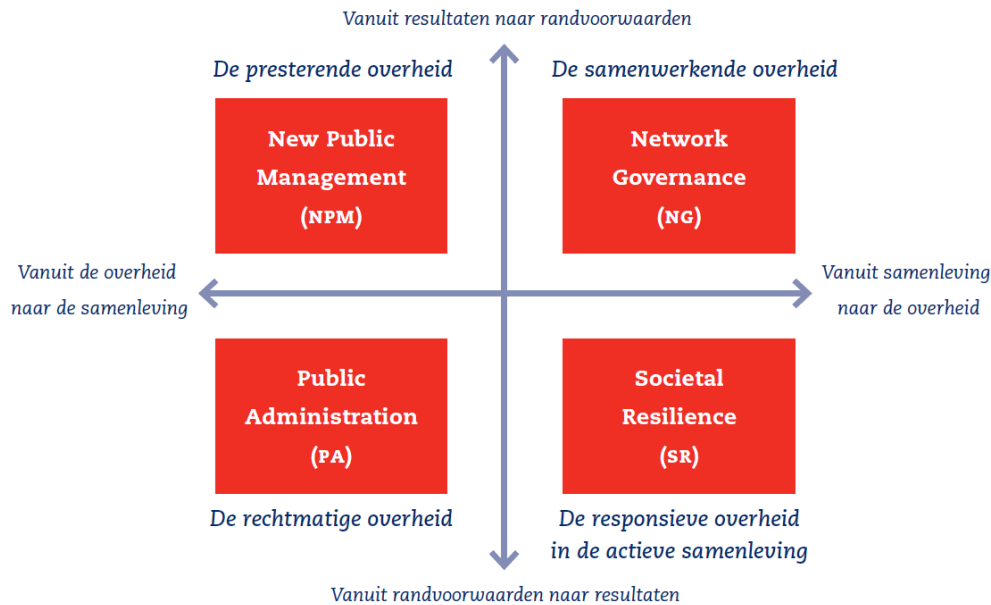 Vanuit resultaten naar randvoorwaarden
De presterende overheid
De samenwerkende overheid
New Public
Management
(NPM)
Network
Governance
(NG)
Vanuit de overheid
naar de samenleving
Vanuit samenleving
naar de overheid
Public
Administration
(PA)
Societal
Resilience
(SR)
De rechtmatige overheid
De responsieve overheid
in de actieve samenleving
Vanuit randvoorwaarden naar resultaten